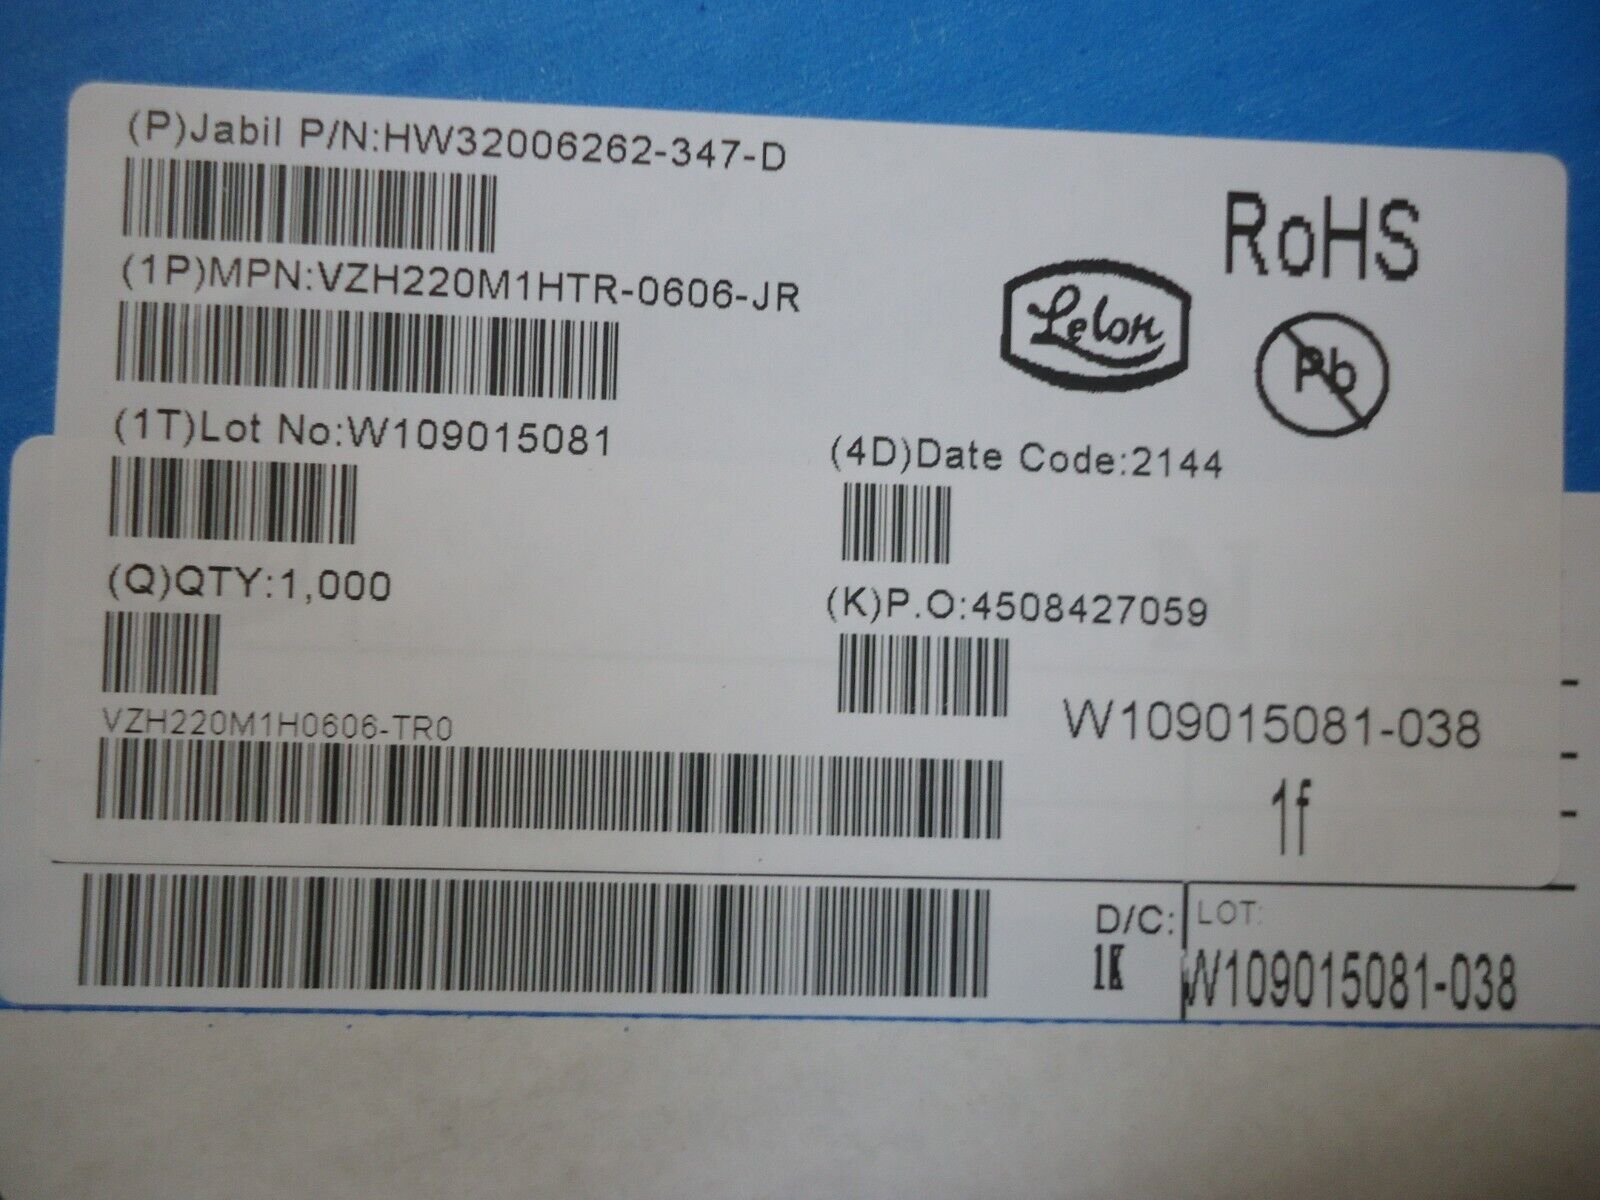 (P)Jabil P/N:HW32006262-347-D
RoHS
(1P)MPN:VZH220M1HTR-0606-JR
Lelon
Pb
(1T)Lot No:W109015081
(4D)Date Code:2144
(Q)QTY:1,000
(K)P.O:4508427059
VZH220M1H0606-TR0
W109015081-038
1f
D/C:
LOT:
1K
W109015081-038